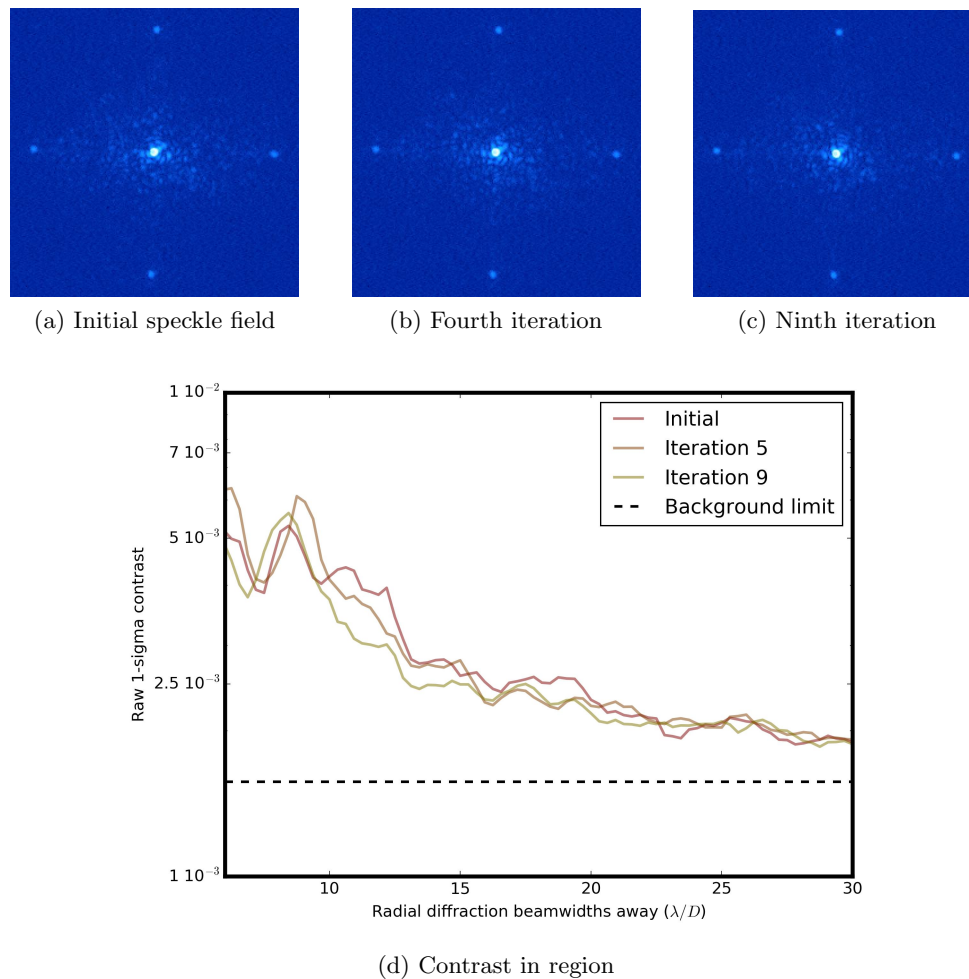 (a) Initial speckle field
(b) Fourth iteration
(c) Ninth iteration
1 10⁻²
7 10⁻³
5 10⁻³
2.5 10⁻³
1 10⁻³
Raw 1-sigma contrast
Initial
Iteration 5
Iteration 9
Background limit
10 15 20 25 30
Radial diffraction beamwidths away (λ/D)
(d) Contrast in region